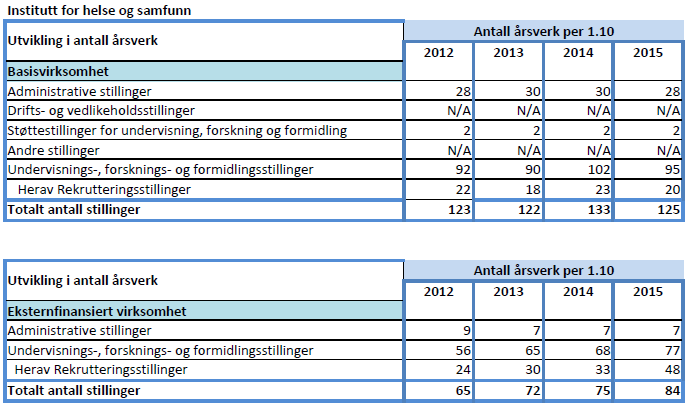 Institutt for helse og samfunn
Utvikling i antall årsverk Antall årsverk per 1.10
2012 2013 2014 2015
Basisvirksomhet
Administrative stillinger 28 30 30 28
Drifts- og vedlikeholdsstillinger N/A N/A N/A N/A
Støttestillinger for undervisning, forskning og formidling 2 2 2 2
Andre stillinger N/A N/A N/A N/A
Undervisnings-, forsknings- og formidlingsstillinger 92 90 102 95
Herav Rekrutteringsstillinger 22 18 23 20
Totalt antall stillinger 123 122 133 125
Utvikling i antall årsverk Antall årsverk per 1.10
2012 2013 2014 2015
Eksternfinansiert virksomhet
Administrative stillinger 9 7 7 7
Undervisnings-, forsknings- og formidlingsstillinger 56 65 68 77
Herav Rekrutteringsstillinger 24 30 33 48
Totalt antall stillinger 65 72 75 84